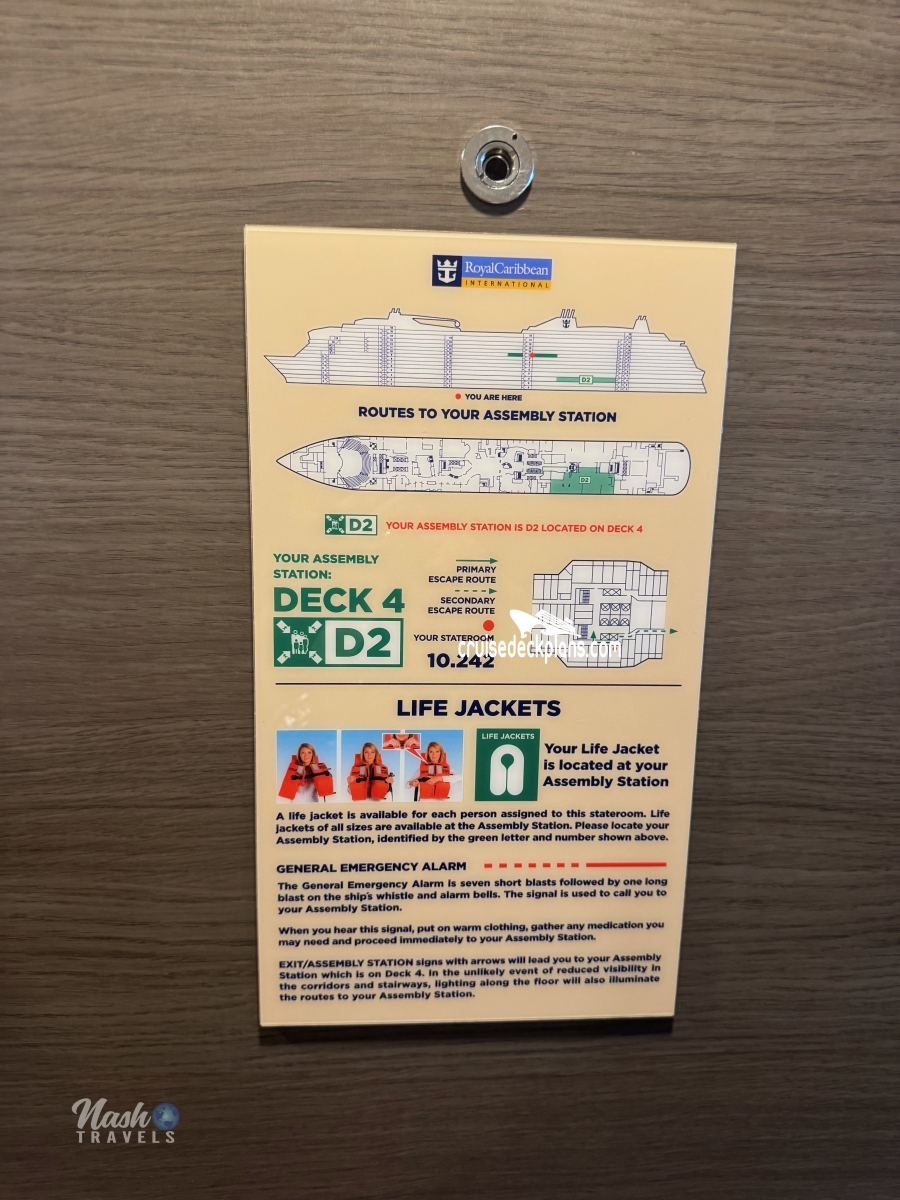 RoyalCaribbean
INTERNATIONAL
D2
YOU ARE HERE
ROUTES TO YOUR ASSEMBLY STATION
D2
D2 YOUR ASSEMBLY STATION IS D2 LOCATED ON DECK 4
YOUR ASSEMBLY
STATION:
DECK 4
D2
PRIMARY
ESCAPE ROUTE
SECONDARY
ESCAPE ROUTE
YOUR STATEROOM
10.242
cruisedeckplans.com
LIFE JACKETS
LIFE JACKETS
Your Life Jacket
is located at your
Assembly Station
A life jacket is available for each person assigned to this stateroom. Life
jackets of all sizes are available at the Assembly Station. Please locate your
Assembly Station, identified by the green letter and number shown above.
GENERAL EMERGENCY ALARM
The General Emergency Alarm is seven short blasts followed by one long
blast on the ship's whistle and alarm bells. The signal is used to call you to
your Assembly Station.
When you hear this signal, put on warm clothing, gather any medication you
may need and proceed immediately to your Assembly Station.
EXIT/ASSEMBLY STATION signs with arrows will lead you to your Assembly
Station which is on Deck 4. In the unlikely event of reduced visibility in
the corridors and stairways, lighting along the floor will also illuminate
the routes to your Assembly Station.
Nash
TRAVELS